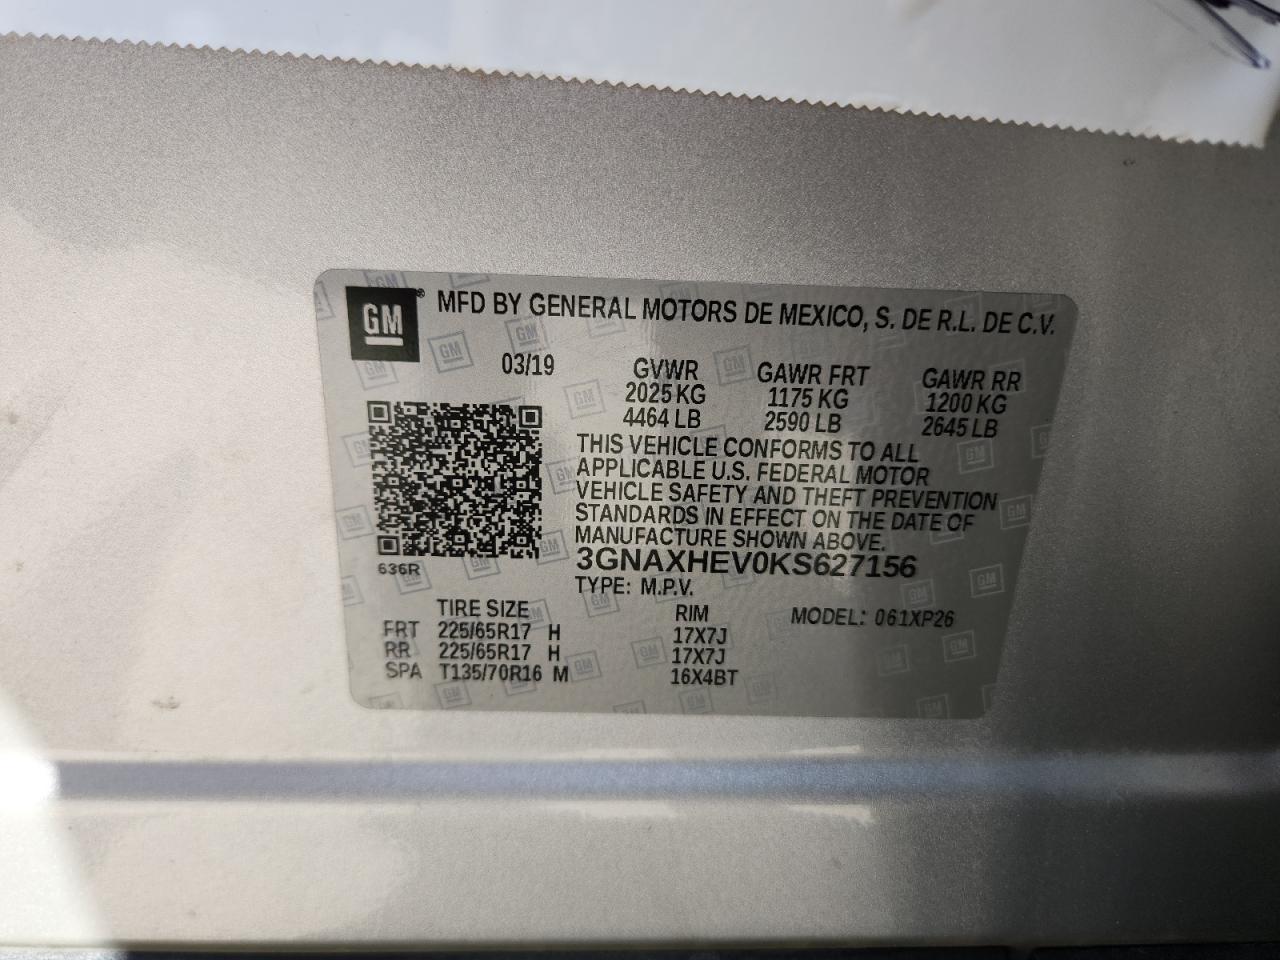 GM® MFD BY GENERAL MOTORS DE MEXICO, S. DE R.L. DE C.V.
03/19 GVWR GAWR FRT GAWR RR
2025 KG 1175 KG 1200 KG
4464 LB 2590 LB 2645 LB
THIS VEHICLE CONFORMS TO ALL
APPLICABLE U.S. FEDERAL MOTOR
VEHICLE SAFETY AND THEFT PREVENTION
STANDARDS IN EFFECT ON THE DATE OF
MANUFACTURE SHOWN ABOVE.
3GNAXHEV0KS627156
636R
TYPE: M.P.V.
TIRE SIZE RIM MODEL: 061XP26
FRT 225/65R17 H 17X7J
RR 225/65R17 H 17X7J
SPA T135/70R16 M 16X4BT